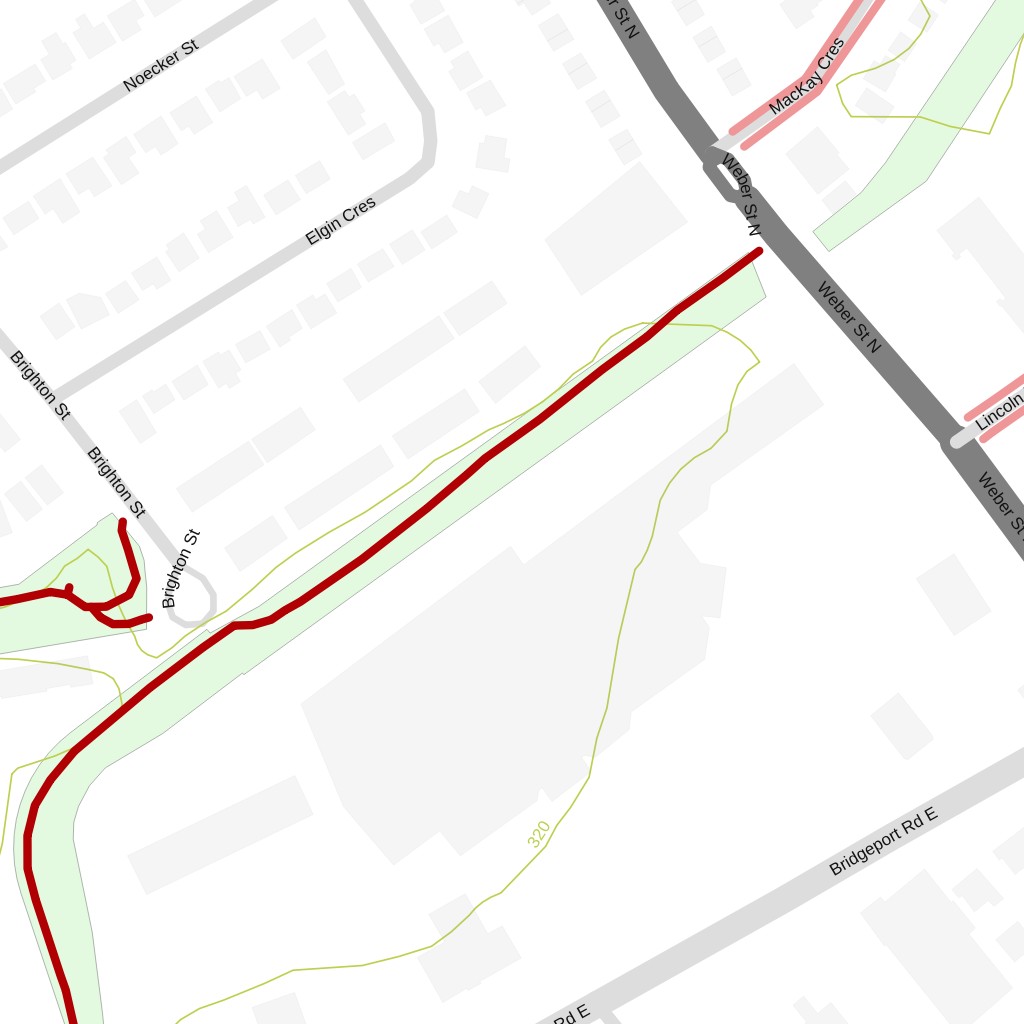 er St N
Noecker St
MacKay Cres
Weber St N
Elgin Cres
Weber St N
Brighton St
Lincoln
Brighton St
Weber St N
Brighton St
320
Bridgeport Rd E
Rd E